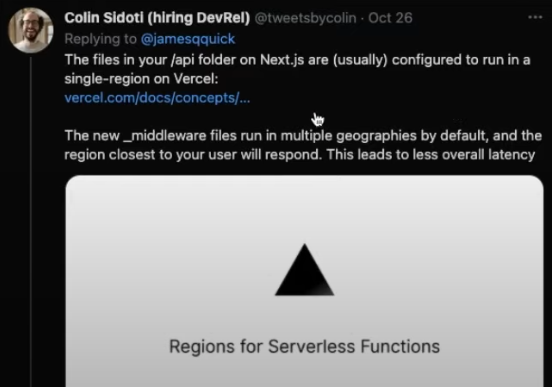 Colin Sidoti (hiring DevRel) @tweetsbycolin · Oct 26
Replying to @jamesqquick
The files in your /api folder on Next.js are (usually) configured to run in a
single-region on Vercel:
vercel.com/docs/concepts/...
The new _middleware files run in multiple geographies by default, and the
region closest to your user will respond. This leads to less overall latency
Regions for Serverless Functions